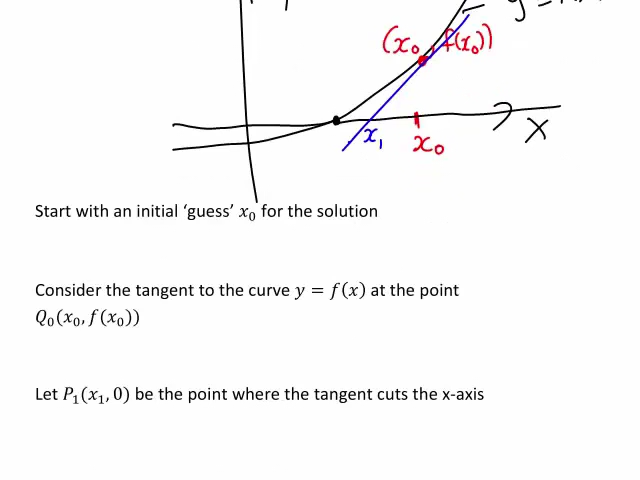 (x₀, f(x₀))
x₁
x₀
x
Start with an initial ‘guess’ 𝑥₀ for the solution
Consider the tangent to the curve 𝑦 = 𝑓(𝑥) at the point
𝑄₀(𝑥₀, 𝑓(𝑥₀))
Let 𝑃₁(𝑥₁, 0) be the point where the tangent cuts the x-axis